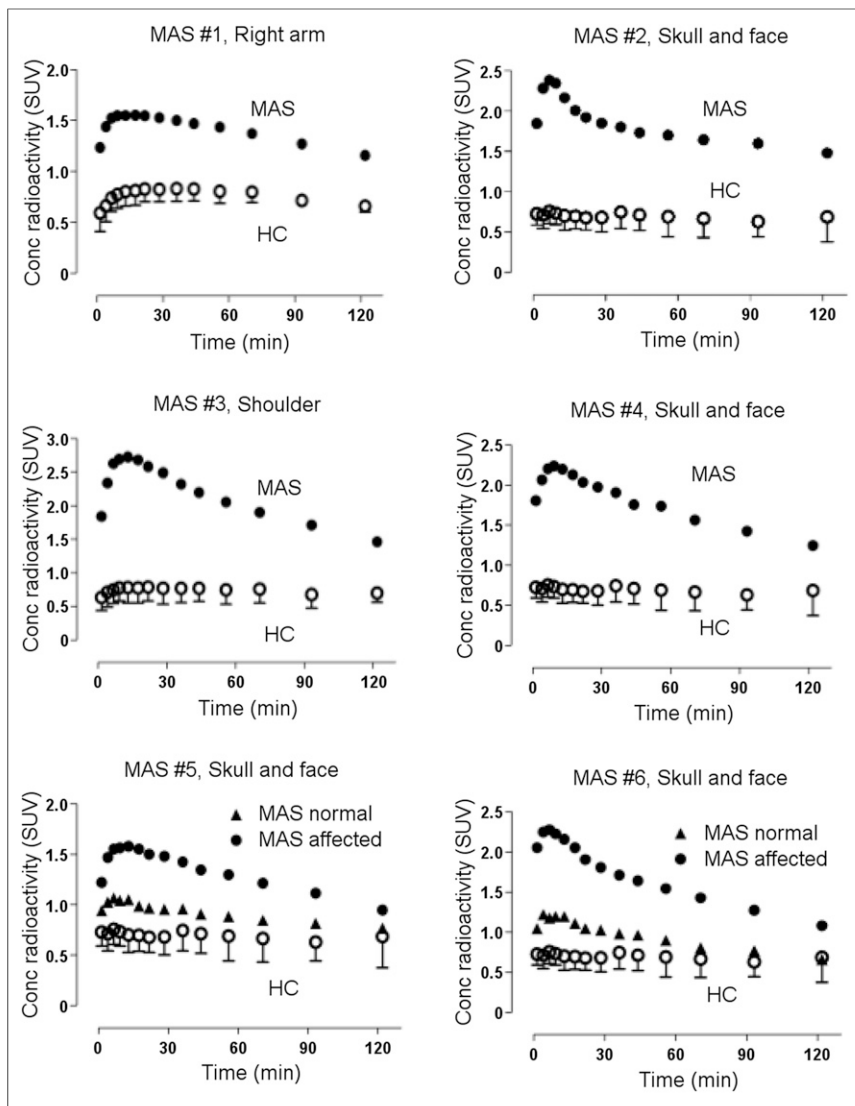 MAS #1, Right arm
Conc radioactivity (SUV)
2.0
1.5
1.0
0.5
0
MAS
HC
0 30 60 90 120
Time (min)
MAS #2, Skull and face
Conc radioactivity (SUV)
2.5
2.0
1.5
1.0
0.5
0
MAS
HC
0 30 60 90 120
Time (min)
MAS #3, Shoulder
Conc radioactivity (SUV)
3.0
2.5
2.0
1.5
1.0
0.5
0
MAS
HC
0 30 60 90 120
Time (min)
MAS #4, Skull and face
Conc radioactivity (SUV)
2.5
2.0
1.5
1.0
0.5
0
MAS
HC
0 30 60 90 120
Time (min)
MAS #5, Skull and face
Conc radioactivity (SUV)
2.0
1.5
1.0
0.5
0
MAS normal
MAS affected
HC
0 30 60 90 120
Time (min)
MAS #6, Skull and face
Conc radioactivity (SUV)
2.5
2.0
1.5
1.0
0.5
0
MAS normal
MAS affected
HC
0 30 60 90 120
Time (min)